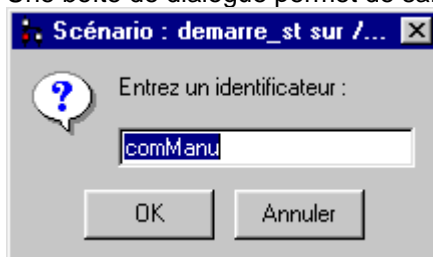 Scénario : demarre_st sur /...
Entrez un identificateur :
comManu
OK
Annuler